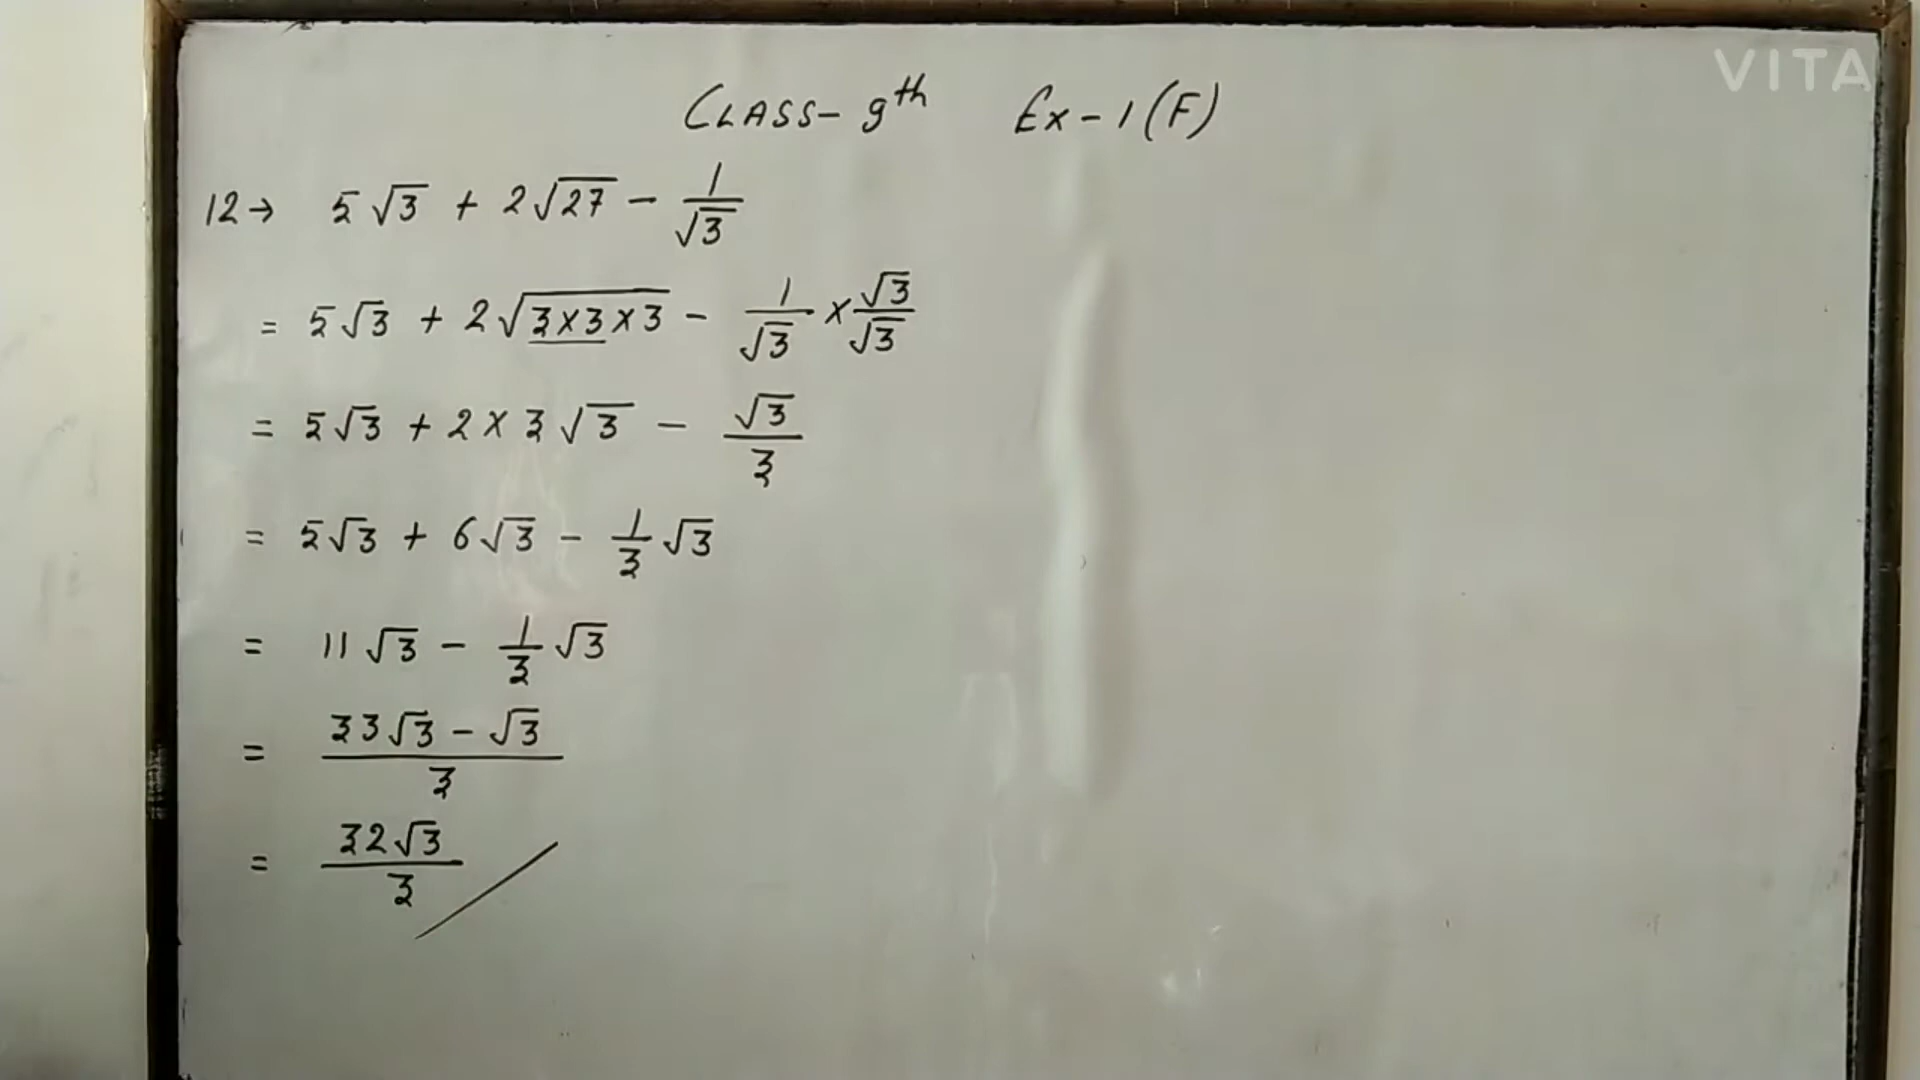 VITA
CLASS- 9th Ex-1(F)
12→ 5√3 + 2√27 - 1/√3
= 5√3 + 2√(3×3×3) - 1/√3 × √3/√3
= 5√3 + 2×3√3 - √3/3
= 5√3 + 6√3 - 1/3 √3
= 11√3 - 1/3 √3
= (33√3 - √3)/3
= 32√3/3